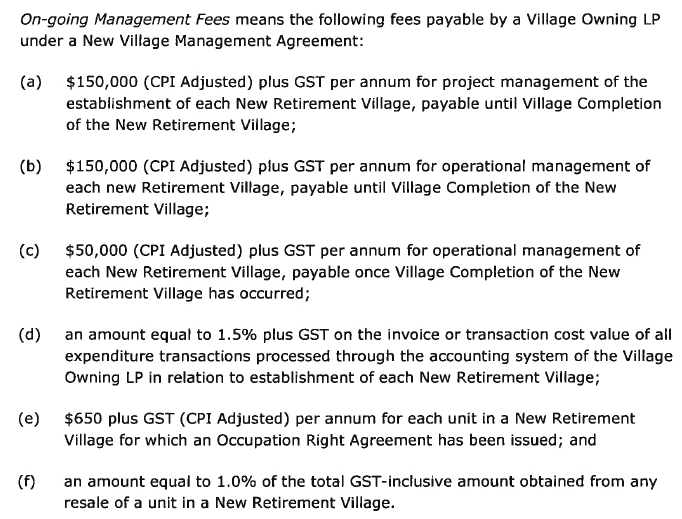 On-going Management Fees means the following fees payable by a Village Owning LP
under a New Village Management Agreement:
(a) $150,000 (CPI Adjusted) plus GST per annum for project management of the
establishment of each New Retirement Village, payable until Village Completion
of the New Retirement Village;
(b) $150,000 (CPI Adjusted) plus GST per annum for operational management of
each new Retirement Village, payable until Village Completion of the New
Retirement Village;
(c) $50,000 (CPI Adjusted) plus GST per annum for operational management of
each New Retirement Village, payable once Village Completion of the New
Retirement Village has occurred;
(d) an amount equal to 1.5% plus GST on the invoice or transaction cost value of all
expenditure transactions processed through the accounting system of the Village
Owning LP in relation to establishment of each New Retirement Village;
(e) $650 plus GST (CPI Adjusted) per annum for each unit in a New Retirement
Village for which an Occupation Right Agreement has been issued; and
(f) an amount equal to 1.0% of the total GST-inclusive amount obtained from any
resale of a unit in a New Retirement Village.